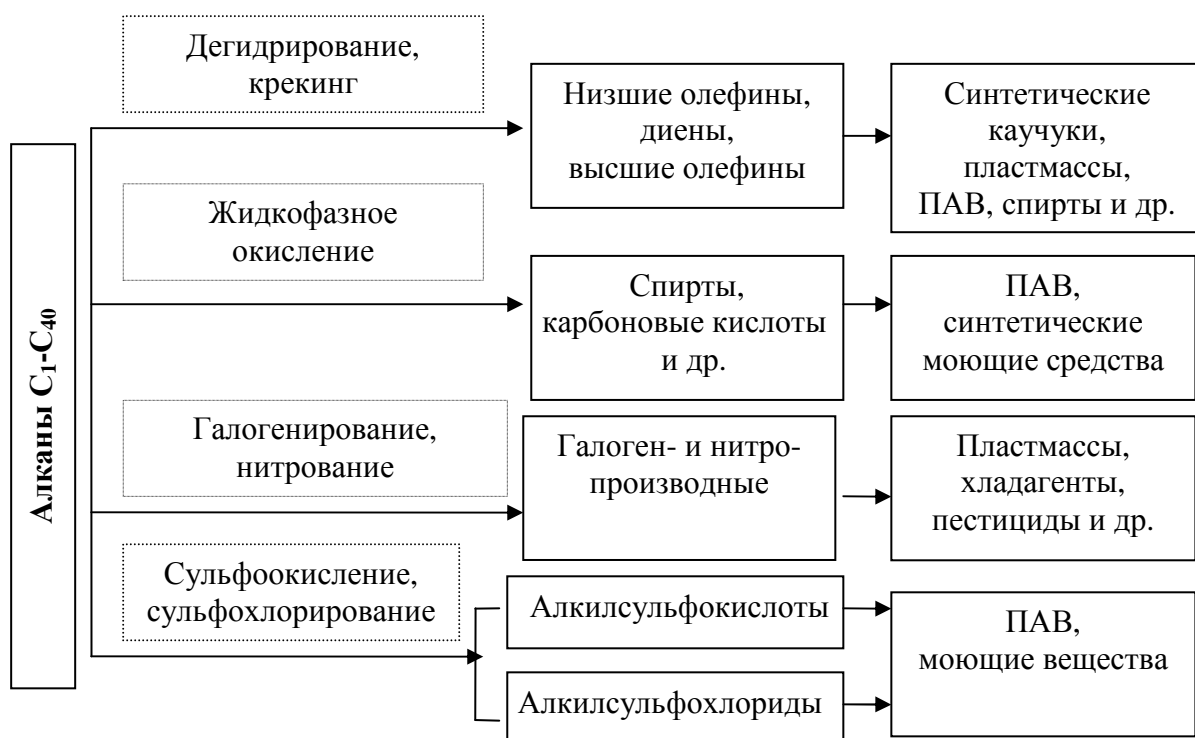 Алканы С₁-С₄₀
Дегидрирование,
крекинг
Низшие олефины,
диены,
высшие олефины
Синтетические
каучуки,
пластмассы,
ПАВ, спирты и др.
Жидкофазное
окисление
Спирты,
карбоновые кислоты
и др.
ПАВ,
синтетические
моющие средства
Галогенирование,
нитрование
Галоген- и нитро-
производные
Пластмассы,
хладагенты,
пестициды и др.
Сульфоокисление,
сульфохлорирование
Алкилсульфокислоты
Алкилсульфохлориды
ПАВ,
моющие вещества